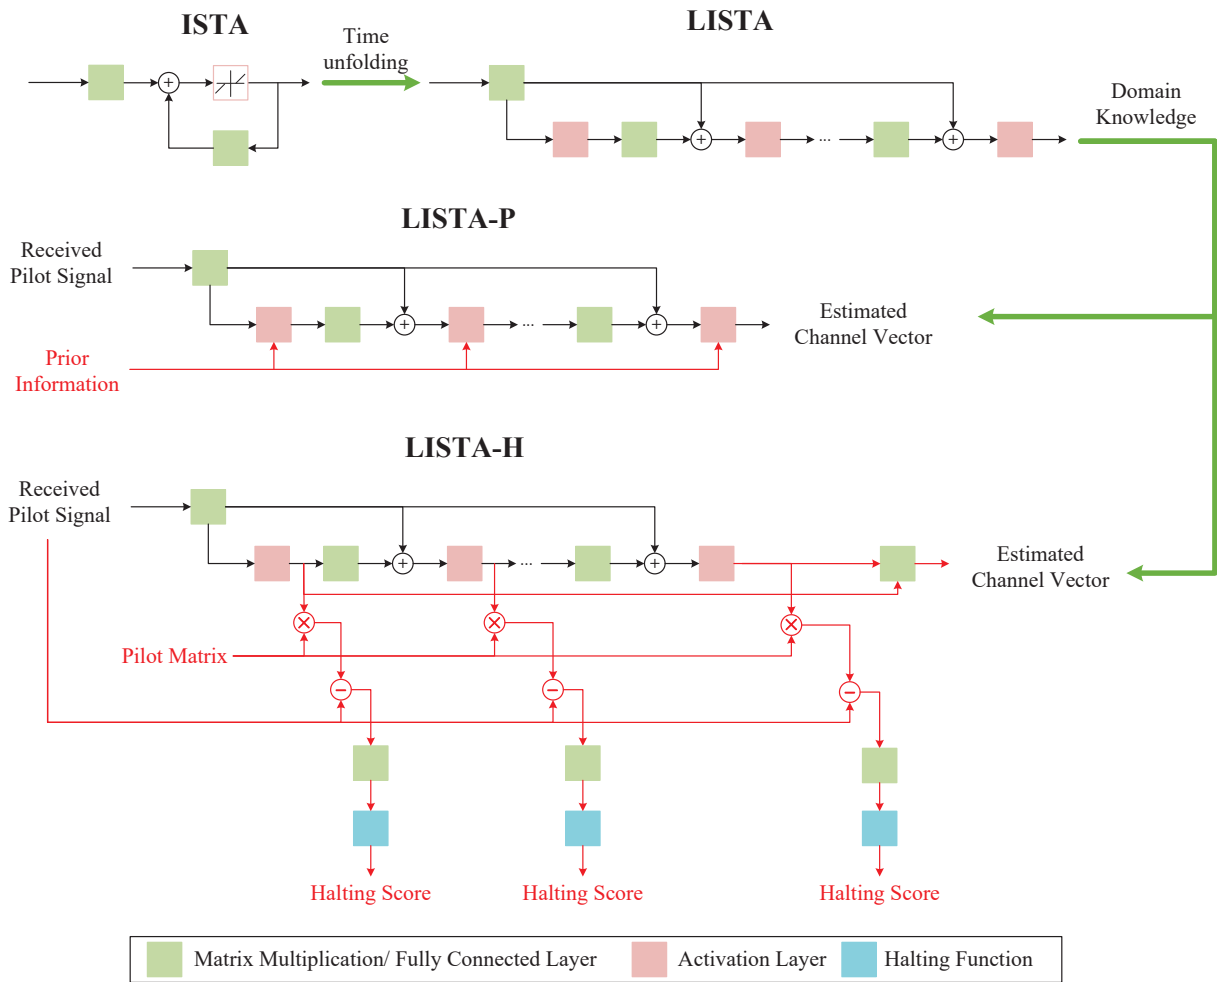 ISTA
Time
unfolding
LISTA
Domain
Knowledge
LISTA-P
Received
Pilot Signal
...
...
Estimated
Channel Vector
Prior
Information
LISTA-H
Received
Pilot Signal
...
Estimated
Channel Vector
Pilot Matrix
Halting Score
Halting Score
Halting Score
Matrix Multiplication/ Fully Connected Layer
Activation Layer
Halting Function